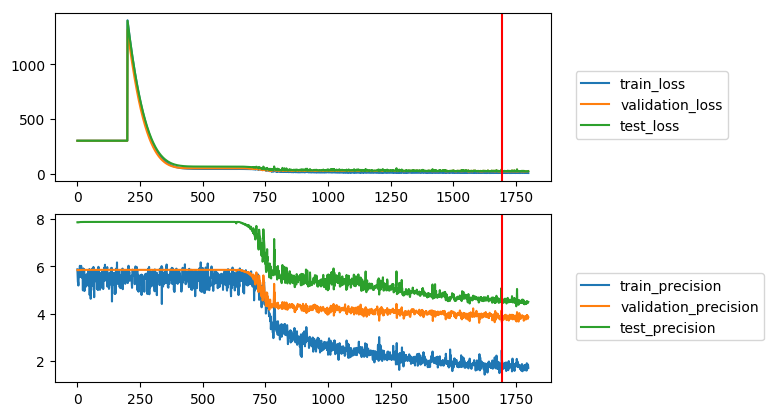 1000
500
0
0 250 500 750 1000 1250 1500 1750
train_loss
validation_loss
test_loss
8
6
4
2
0 250 500 750 1000 1250 1500 1750
train_precision
validation_precision
test_precision